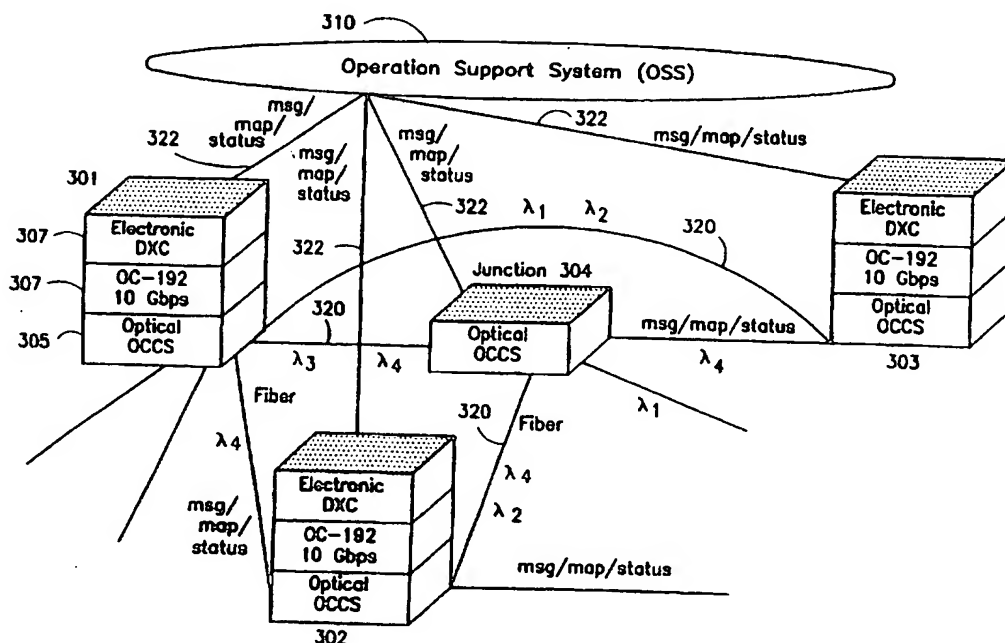 310
Operation Support System (OSS)
msg/
map/
status
322
msg/
map/
status
msg/
map/
status
322
msg/map/status
301
322
λ1 λ2
320
322
Electronic
DXC
307
OC-192
10 Gbps
307
Optical
OCCS
305
Junction 304
Optical
OCCS
Electronic
DXC
OC-192
10 Gbps
Optical
OCCS
303
320
λ3 λ4
msg/map/status
λ4
λ1
Fiber
λ4
320
Fiber
λ4
λ2
msg/
map/
status
Electronic
DXC
OC-192
10 Gbps
Optical
OCCS
302
msg/map/status